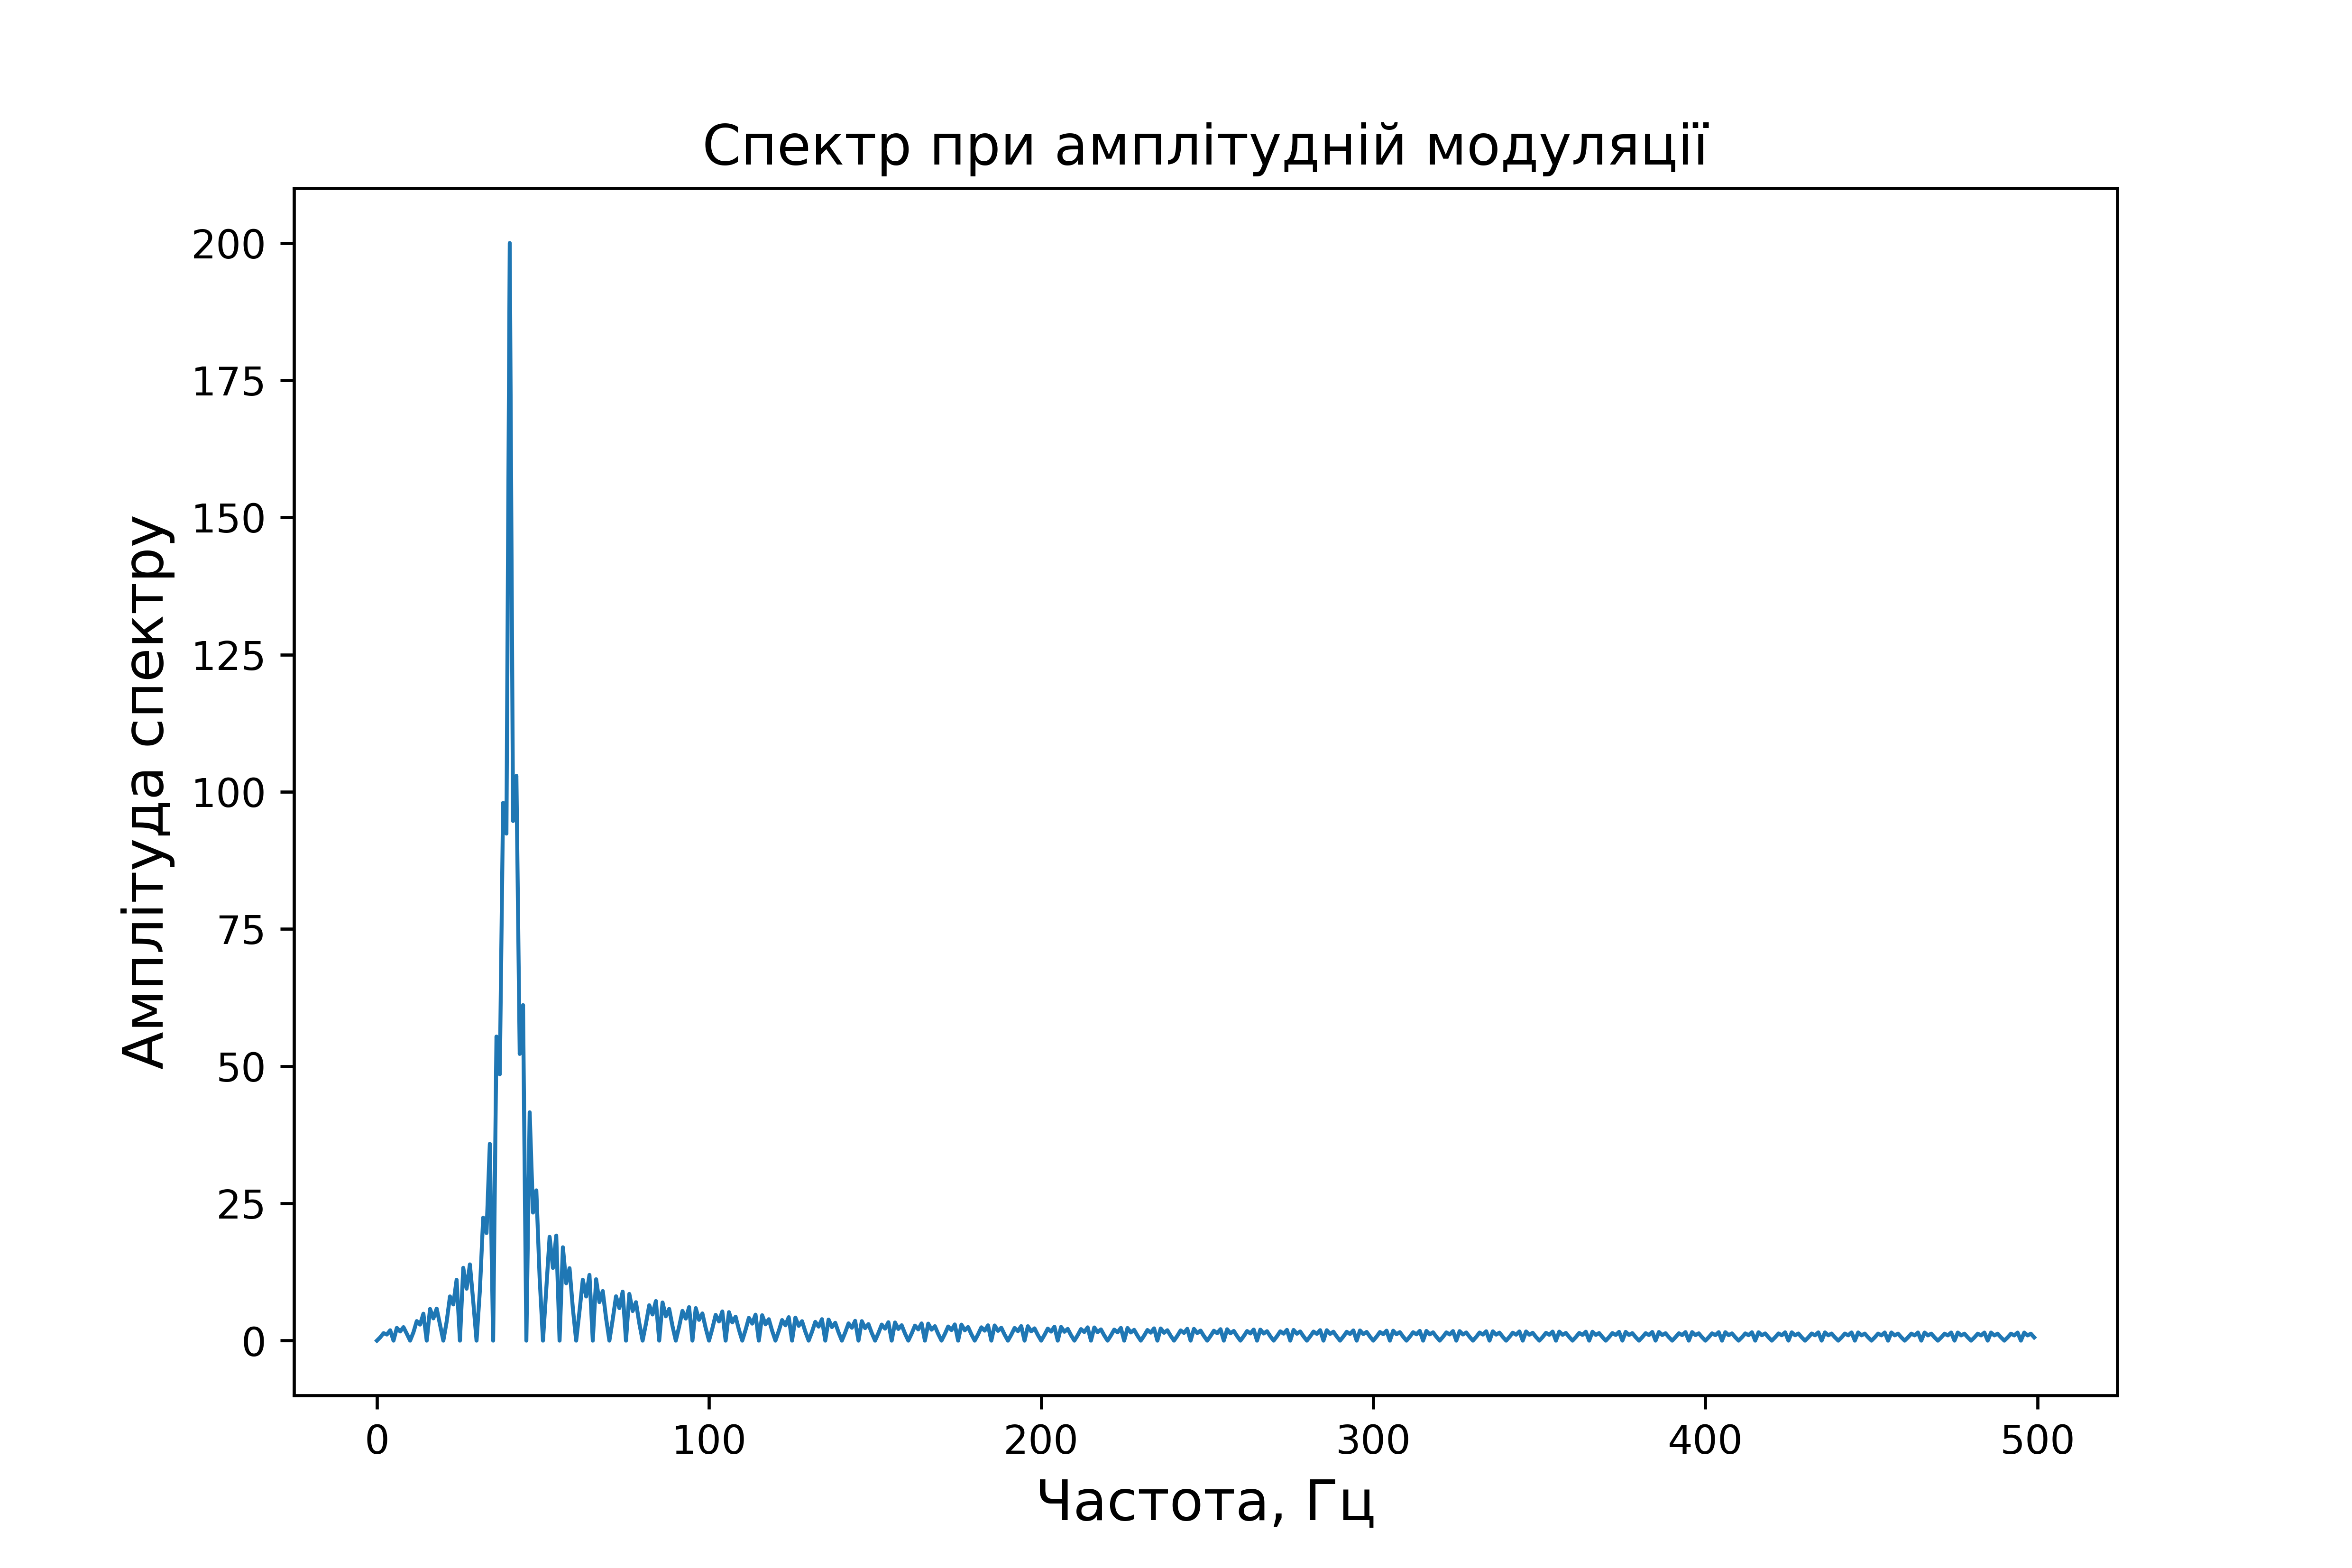 Спектр при амплітудній модуляції
Амплітуда спектру
200
175
150
125
100
75
50
25
0
0 100 200 300 400 500
Частота, Гц